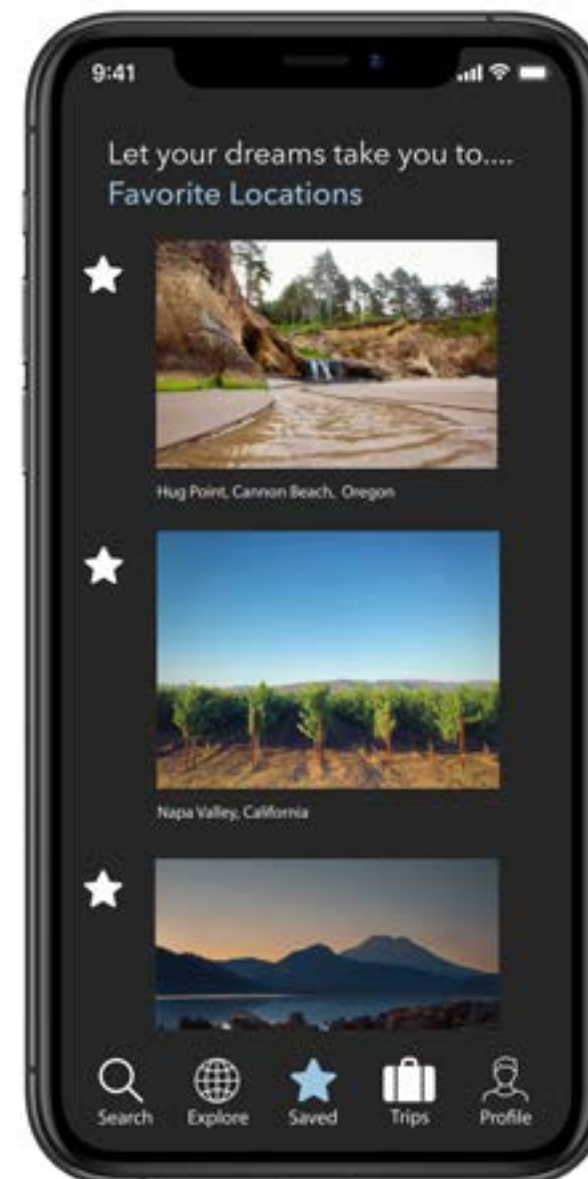 9:41
Let your dreams take you to....
Favorite Locations
Hug Point, Cannon Beach, Oregon
Napa Valley, California
Search
Explore
Saved
Trips
Profile